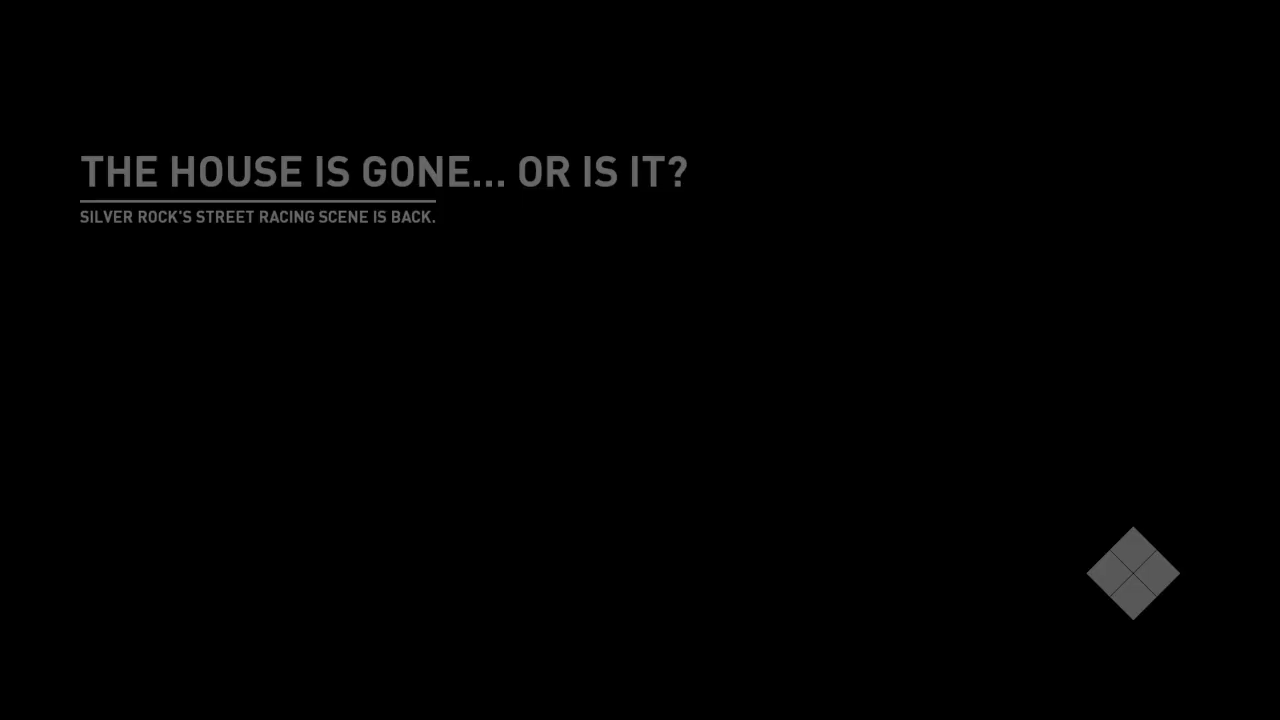 THE HOUSE IS GONE... OR IS IT?
SILVER ROCK'S STREET RACING SCENE IS BACK.